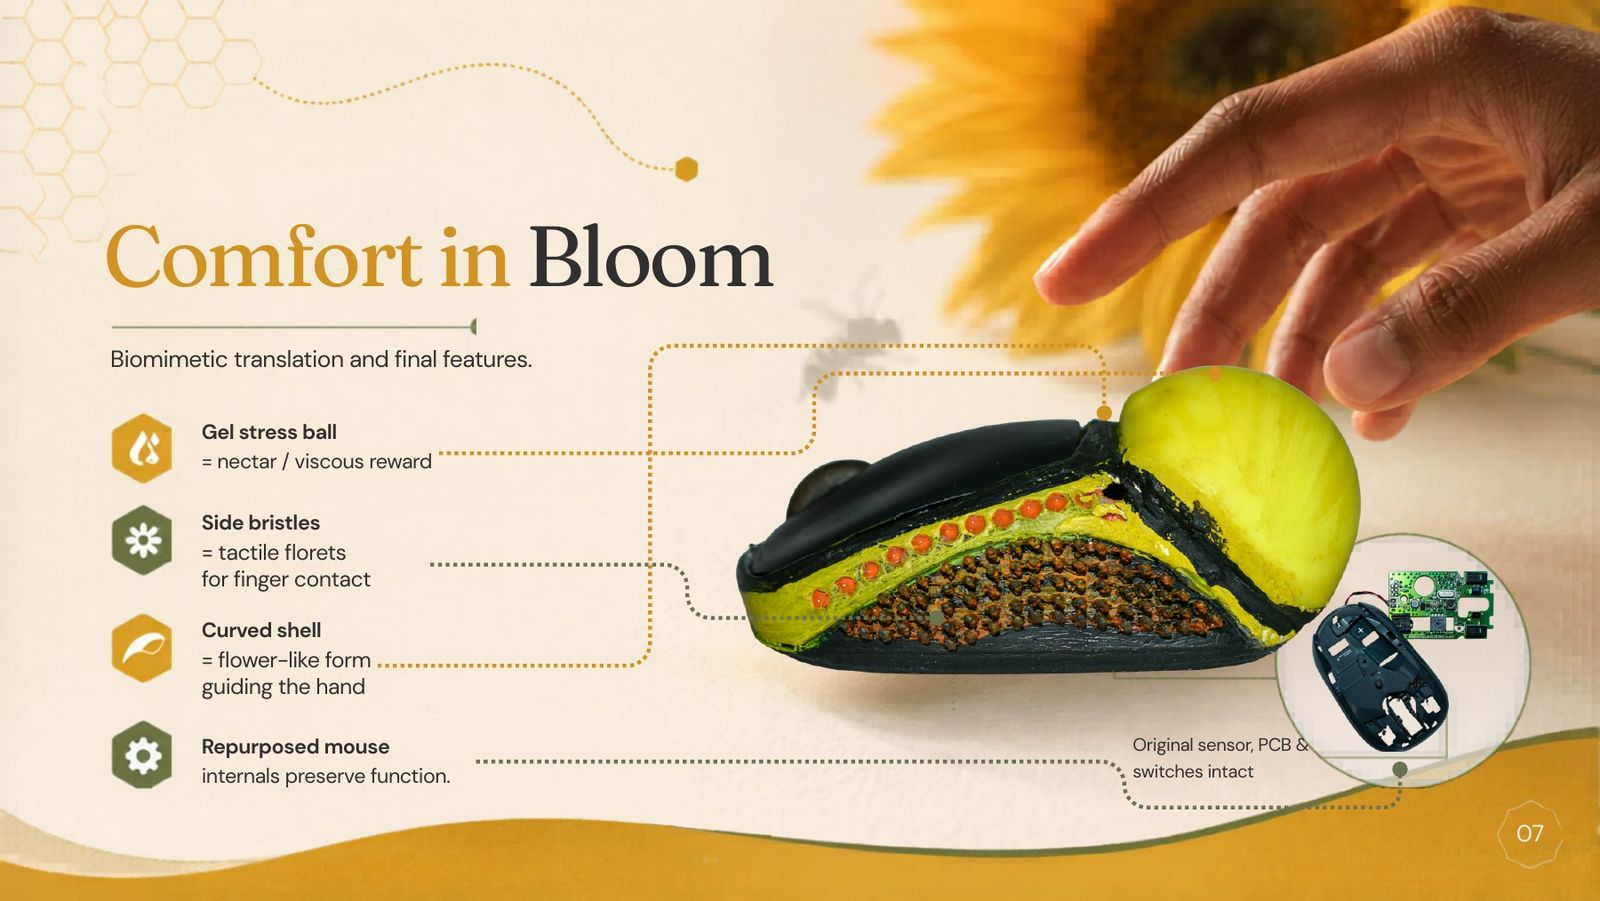 Comfort in Bloom
Biomimetic translation and final features.
Gel stress ball
= nectar / viscous reward
Side bristles
= tactile florets
for finger contact
Curved shell
= flower-like form
guiding the hand
Repurposed mouse
internals preserve function.
Original sensor, PCB &
switches intact
07